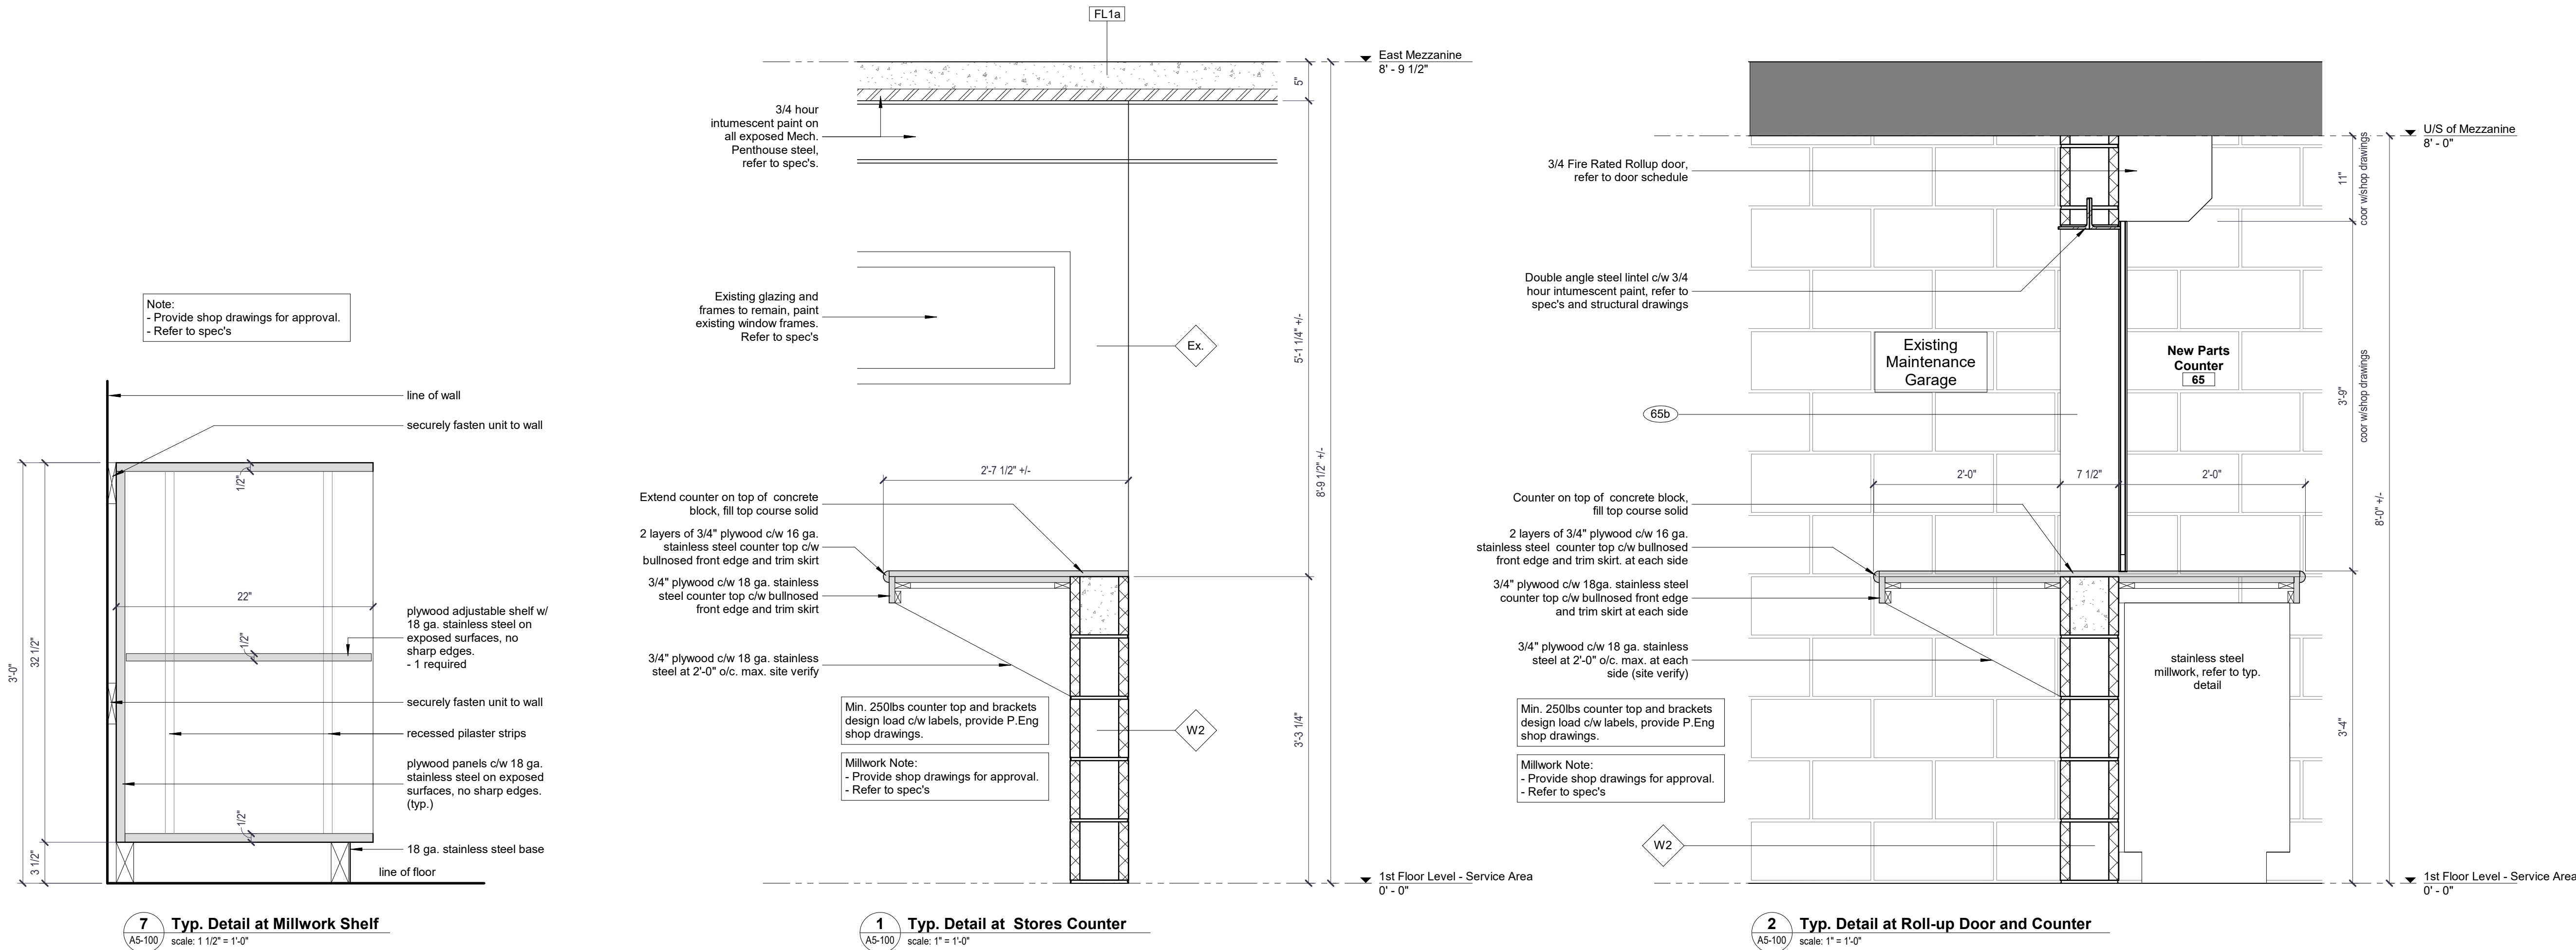 Note:
- Provide shop drawings for approval.
- Refer to spec's
line of wall
securely fasten unit to wall
1/2"
22"
1/2"
plywood adjustable shelf w/
18 ga. stainless steel on
exposed surfaces, no
sharp edges.
- 1 required
3'-0"
32 1/2"
securely fasten unit to wall
recessed pilaster strips
plywood panels c/w 18 ga.
stainless steel on exposed
surfaces, no sharp edges.
(typ.)
1/2"
3 1/2"
18 ga. stainless steel base
line of floor
7
A5-100
Typ. Detail at Millwork Shelf
scale: 1 1/2" = 1'-0"
FL1a
East Mezzanine
8' - 9 1/2"
5"
3/4 hour
intumescent paint on
all exposed Mech.
Penthouse steel,
refer to spec's.
Existing glazing and
frames to remain, paint
existing window frames.
Refer to spec's
Ex.
5'-1 1/4" +/-
8'-9 1/2" +/-
2'-7 1/2" +/-
Extend counter on top of  concrete
block, fill top course solid
2 layers of 3/4" plywood c/w 16 ga.
stainless steel counter top c/w
bullnosed front edge and trim skirt
3/4" plywood c/w 18 ga. stainless
steel counter top c/w bullnosed
front edge and trim skirt
3/4" plywood c/w 18 ga. stainless
steel at 2'-0" o/c. max. site verify
Min. 250lbs counter top and brackets
design load c/w labels, provide P.Eng
shop drawings.
Millwork Note:
- Provide shop drawings for approval.
- Refer to spec's
W2
3'-3 1/4"
1st Floor Level - Service Area
0' - 0"
1
A5-100
Typ. Detail at  Stores Counter
scale: 1" = 1'-0"
U/S of Mezzanine
8' - 0"
3/4 Fire Rated Rollup door,
refer to door schedule
11"
coor w/shop drawings
Double angle steel lintel c/w 3/4
hour intumescent paint, refer to
spec's and structural drawings
Existing
Maintenance
Garage
New Parts
Counter
65
65b
3'-9"
coor w/shop drawings
8'-0" +/-
2'-0"
7 1/2"
2'-0"
Counter on top of  concrete block,
fill top course solid
2 layers of 3/4" plywood c/w 16 ga.
stainless steel  counter top c/w bullnosed
front edge and trim skirt. at each side
3/4" plywood c/w 18ga. stainless steel
counter top c/w bullnosed front edge
and trim skirt at each side
3/4" plywood c/w 18 ga. stainless
steel at 2'-0" o/c. max. at each
side (site verify)
stainless steel
millwork, refer to typ.
detail
Min. 250lbs counter top and brackets
design load c/w labels, provide P.Eng
shop drawings.
Millwork Note:
- Provide shop drawings for approval.
- Refer to spec's
3'-4"
W2
1st Floor Level - Service Area
0' - 0"
2
A5-100
Typ. Detail at Roll-up Door and Counter
scale: 1" = 1'-0"